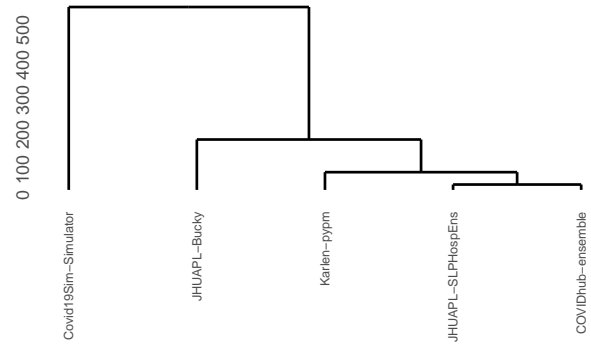 0 100 200 300 400 500
Covid19Sim−Simulator
JHUAPL−Bucky
Karlen−pypm
JHUAPL−SLPHospEns
COVIDhub−ensemble